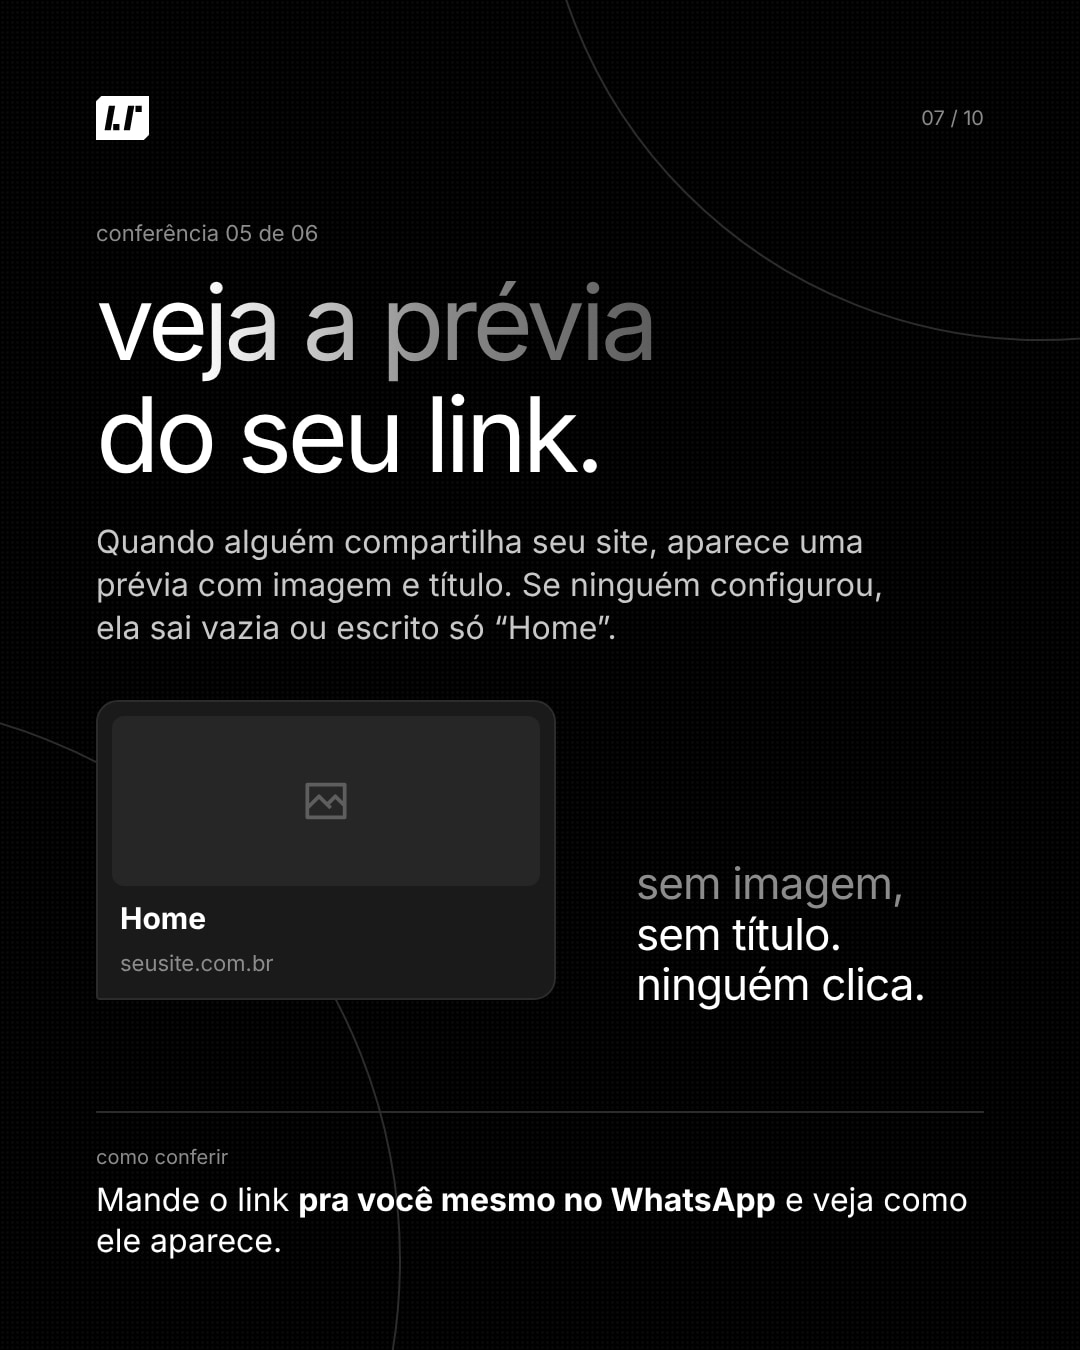 07 / 10
conferência 05 de 06
veja a prévia
do seu link.
Quando alguém compartilha seu site, aparece uma
prévia com imagem e título. Se ninguém configurou,
ela sai vazia ou escrito só “Home”.
Home
seusite.com.br
sem imagem,
sem título.
ninguém clica.
como conferir
Mande o link pra você mesmo no WhatsApp e veja como
ele aparece.